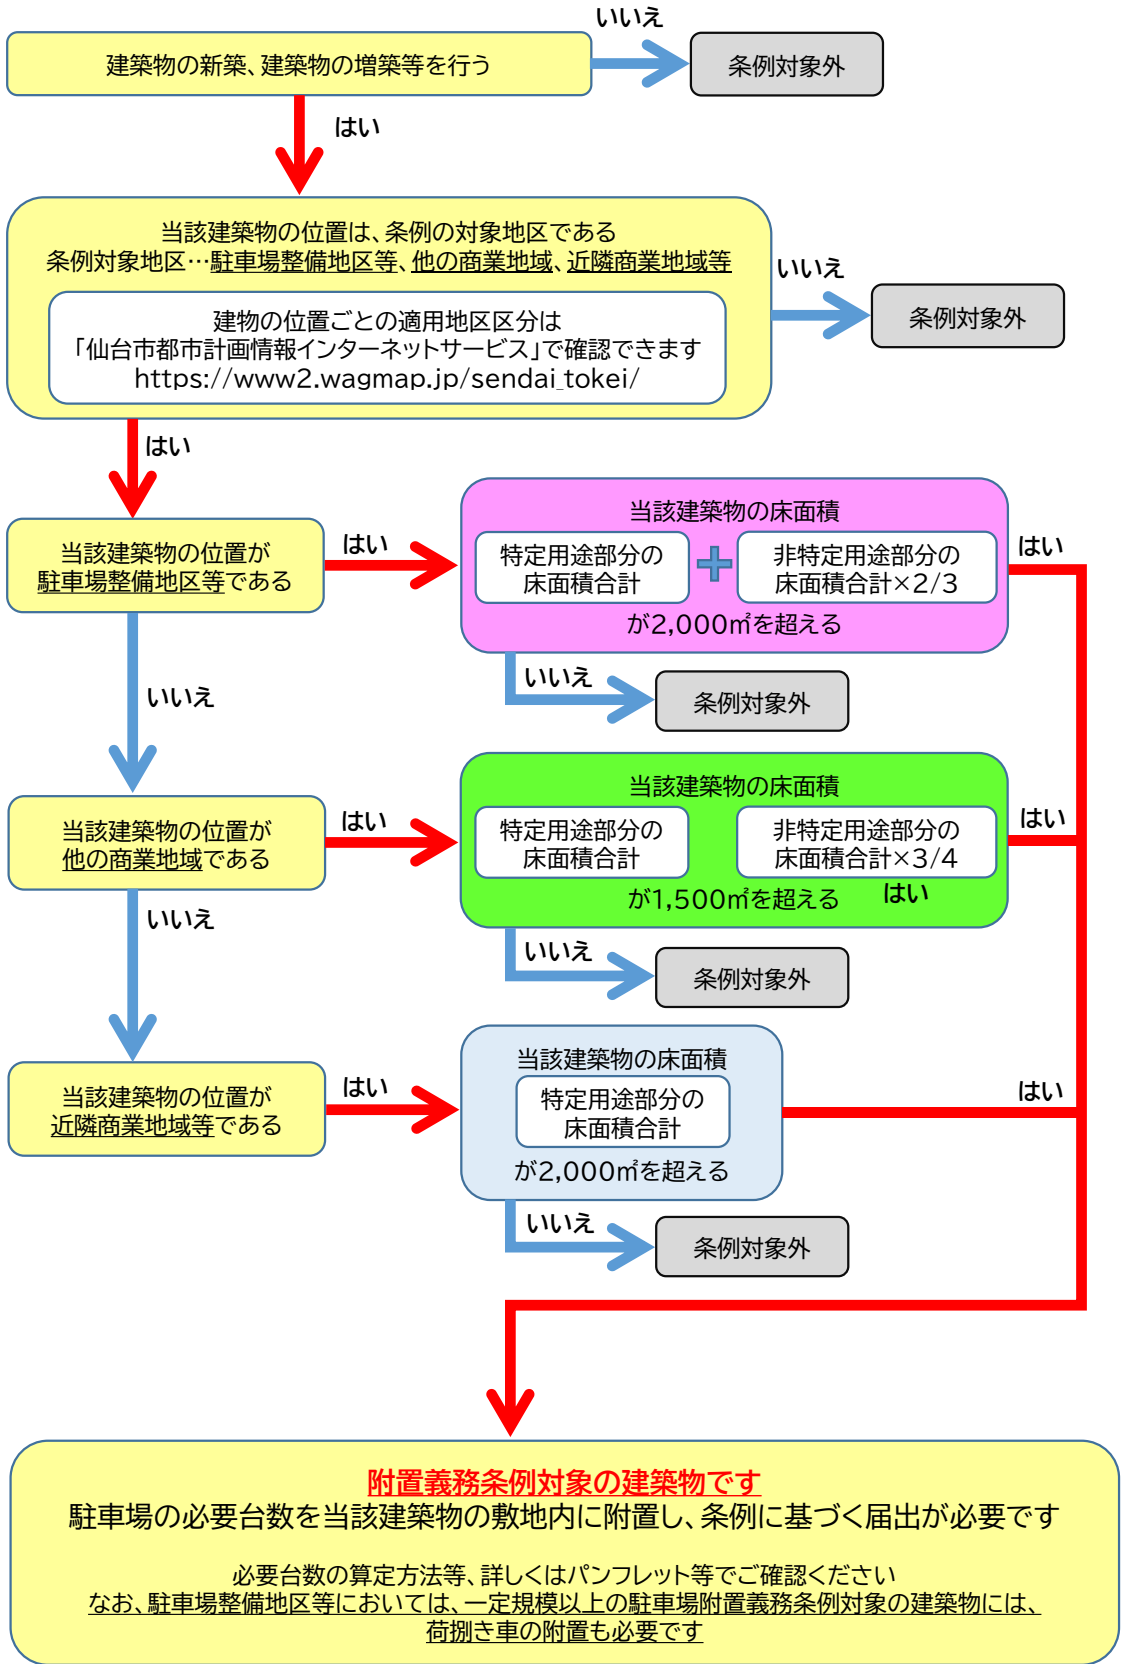 いいえ
建築物の新築、建築物の増築等を行う
条例対象外
はい
当該建築物の位置は、条例の対象地区である
条例対象地区…駐車場整備地区等、他の商業地域、近隣商業地域等
いいえ
条例対象外
建物の位置ごとの適用地区区分は
「仙台市都市計画情報インターネットサービス」で確認できます
https://www2.wagmap.jp/sendai_tokei/
はい
当該建築物の位置が
駐車場整備地区等である
はい
当該建築物の床面積
特定用途部分の
床面積合計
非特定用途部分の
床面積合計×2/3
が2,000㎡を超える
はい
いいえ
条例対象外
いいえ
当該建築物の位置が
他の商業地域である
はい
当該建築物の床面積
特定用途部分の
床面積合計
非特定用途部分の
床面積合計×3/4
が1,500㎡を超える
はい
はい
いいえ
条例対象外
いいえ
当該建築物の位置が
近隣商業地域等である
はい
当該建築物の床面積
特定用途部分の
床面積合計
が2,000㎡を超える
はい
いいえ
条例対象外
附置義務条例対象の建築物です
駐車場の必要台数を当該建築物の敷地内に附置し、条例に基づく届出が必要です
必要台数の算定方法等、詳しくはパンフレット等でご確認ください
なお、駐車場整備地区等においては、一定規模以上の駐車場附置義務条例対象の建築物には、
荷捌き車の附置も必要です